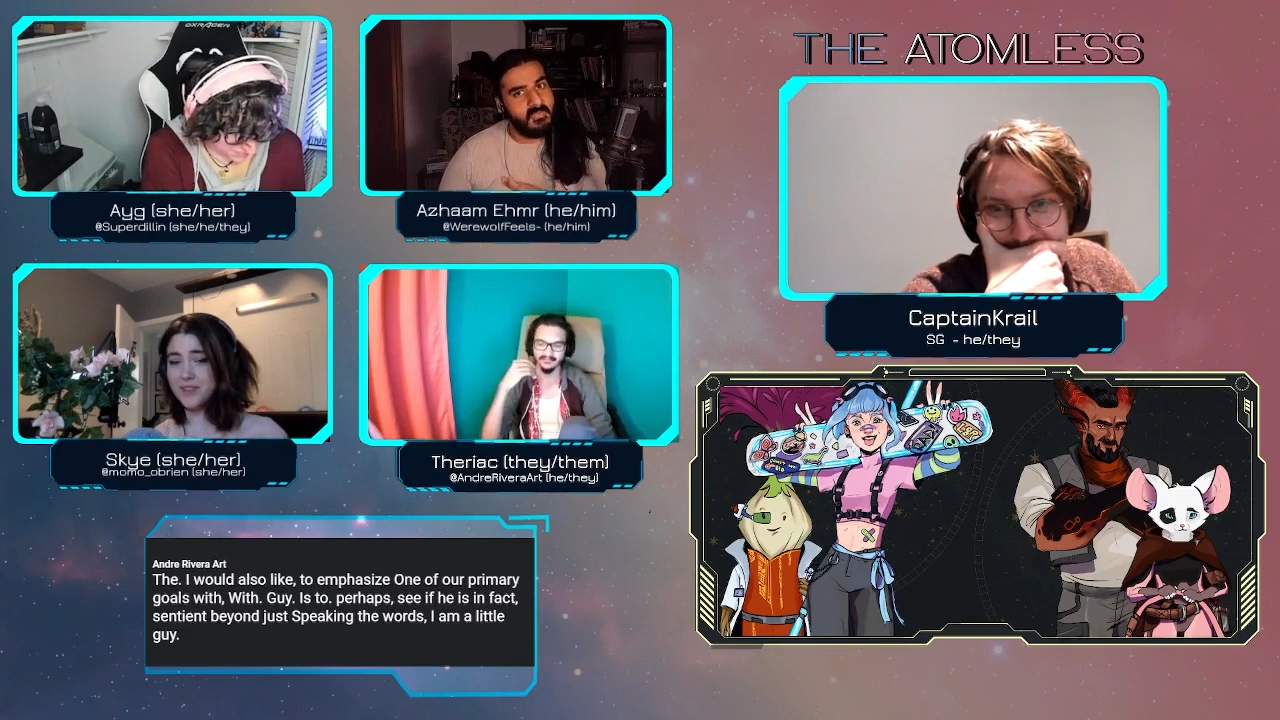 DXRACER
THE ATOMLESS
Ayg (she/her)
@Superdillin (she/he/they)
Azhaam Ehmr (he/him)
@WerewolfFeels- (he/him)
CaptainKrail
SG - he/they
Skye (she/her)
@momo_obrien (she/her)
Theriac (they/them)
@AndreRiveraArt (he/they)
Andre Rivera Art
The. I would also like, to emphasize One of our primary
goals with, With. Guy. Is to. perhaps, see if he is in fact,
sentient beyond just Speaking the words, I am a little
guy.